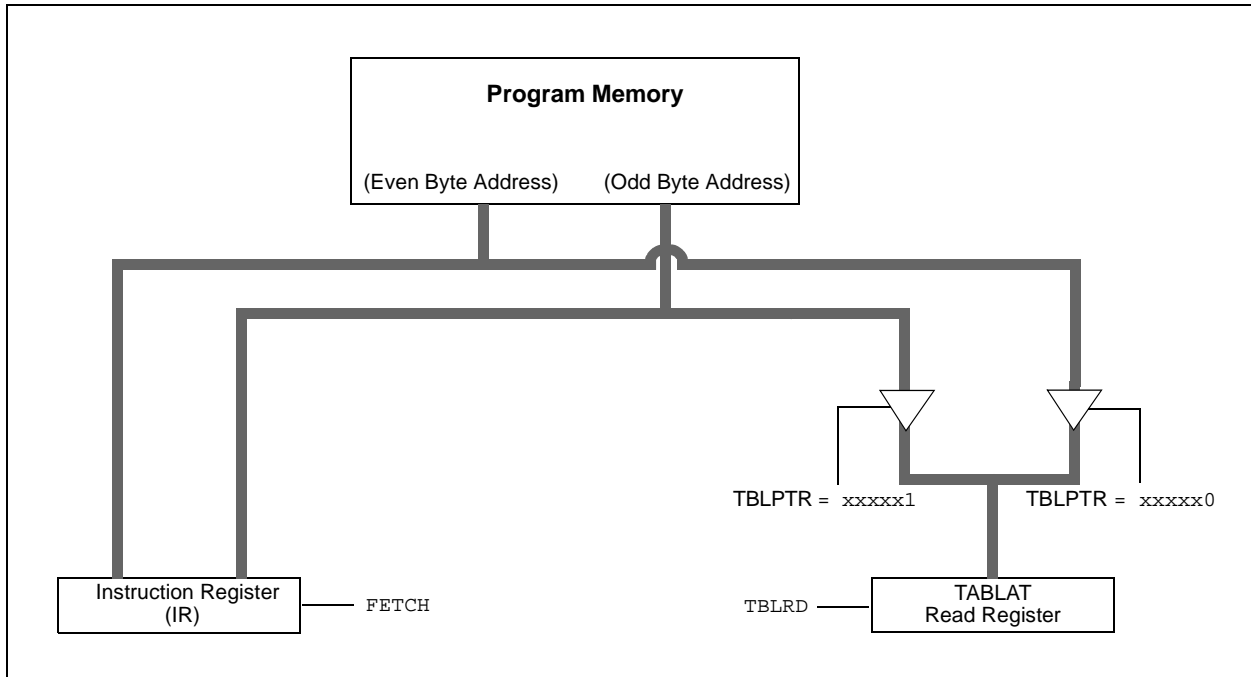 Program Memory
(Even Byte Address) (Odd Byte Address)
TBLPTR = xxxxx1 TBLPTR = xxxxx0
Instruction Register
(IR)
FETCH
TBLRD
TABLAT
Read Register